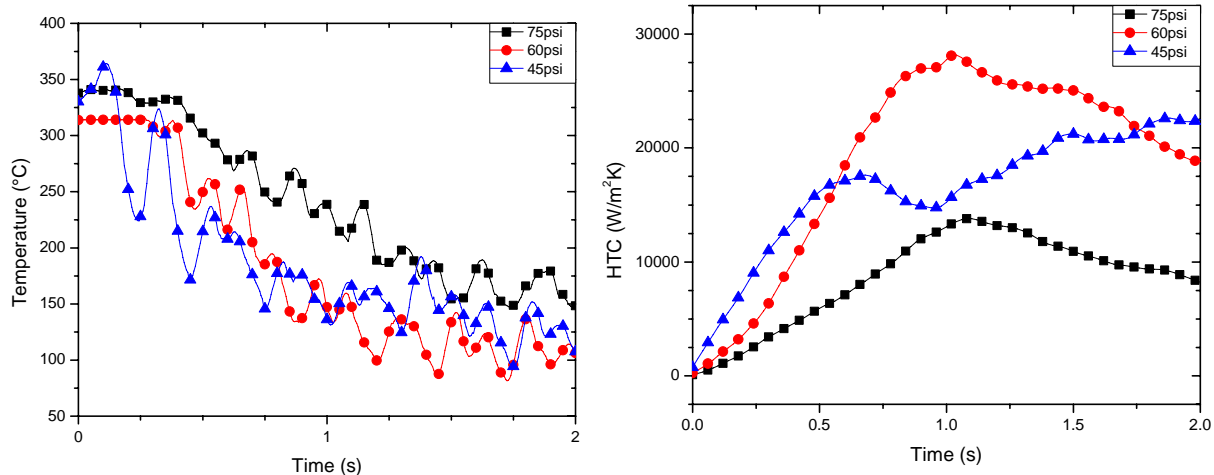 400
350
300
250
200
150
100
50
0
1
2
Temperature (°C)
Time (s)
75psi
60psi
45psi
30000
20000
10000
0
0.0
0.5
1.0
1.5
2.0
HTC (W/m²K)
Time (s)
75psi
60psi
45psi